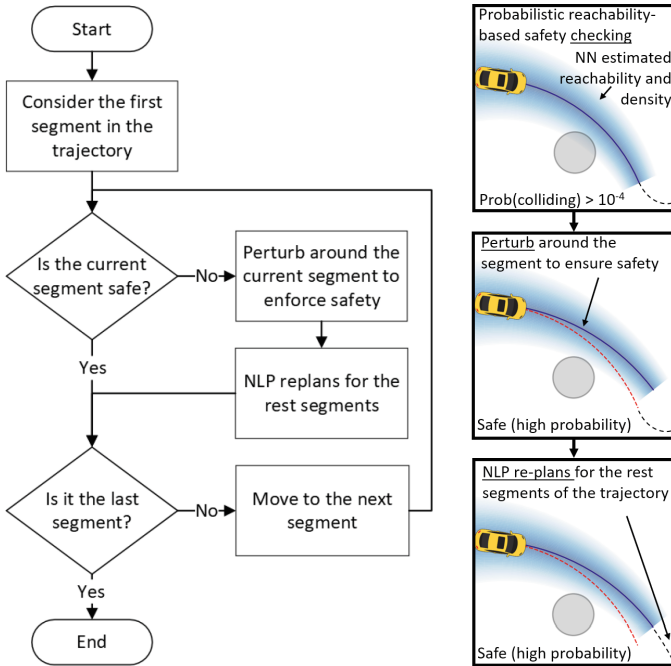 Start
Consider the first
segment in the
trajectory
Is the current
segment safe?
No
Perturb around the
current segment to
enforce safety
Yes
NLP replans for the
rest segments
Is it the last
segment?
No
Move to the next
segment
Yes
End
Probabilistic reachability-
based safety checking
NN estimated
reachability and
density
Prob(colliding) > 10⁻⁴
Perturb around the
segment to ensure safety
Safe (high probability)
NLP re-plans for the rest
segments of the trajectory
Safe (high probability)